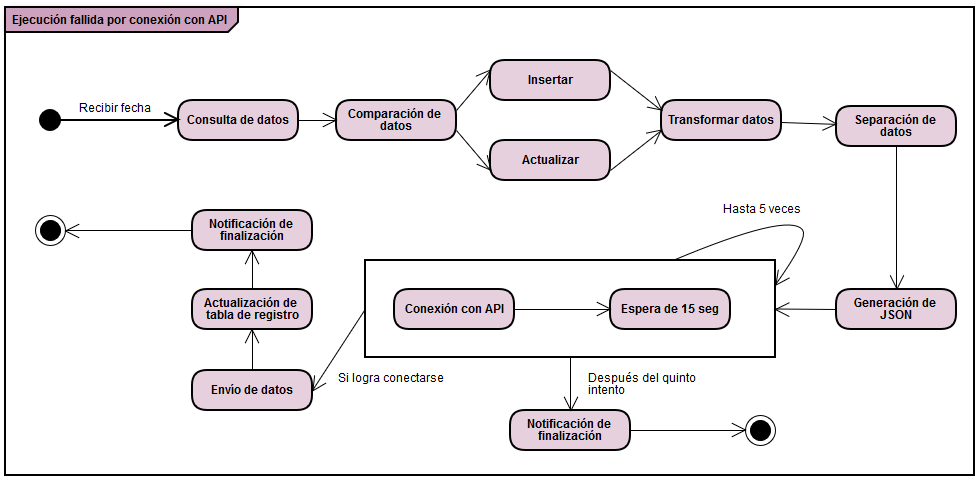 Ejecución fallida por conexión con API
Recibir fecha
Consulta de datos
Comparación de
datos
Insertar
Actualizar
Transformar datos
Separación de
datos
Notificación de
finalización
Hasta 5 veces
Actualización de
tabla de registro
Conexión con API
Espera de 15 seg
Generación de
JSON
Envío de datos
Si logra conectarse
Después del quinto
intento
Notificación de
finalización